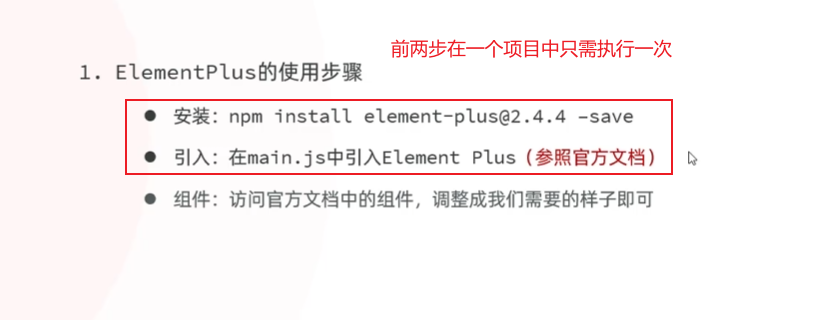 前两步在一个项目中只需执行一次
1. ElementPlus的使用步骤
● 安装：npm install element-plus@2.4.4 –save
● 引入：在main.js中引入Element Plus（参照官方文档）
● 组件：访问官方文档中的组件，调整成我们需要的样子即可